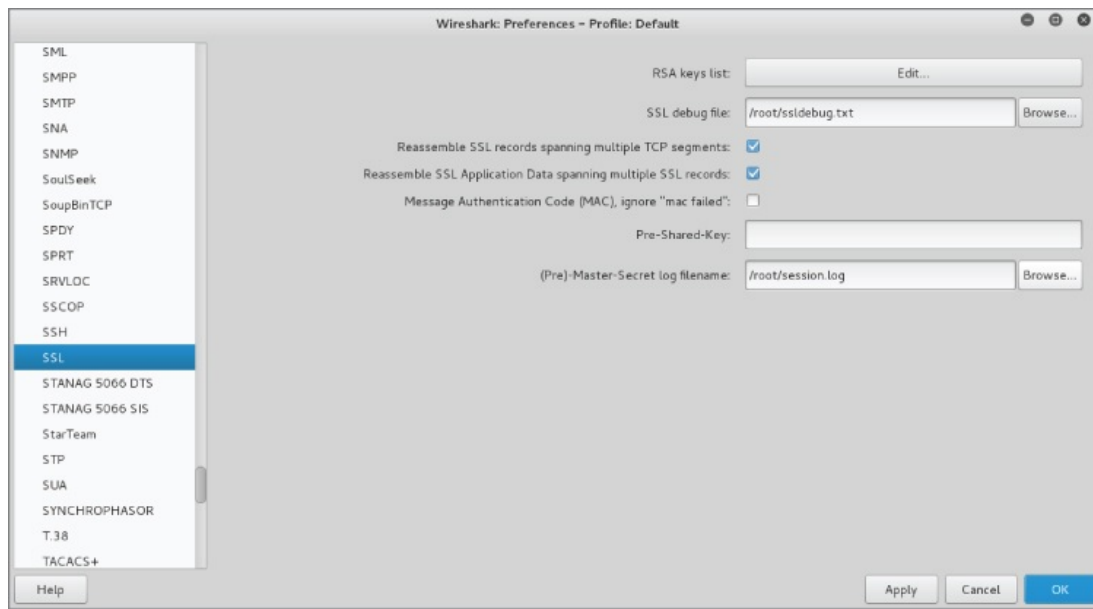 Wireshark: Preferences – Profile: Default
SML
SMPP
SMTP
SNA
SNMP
SoulSeek
SoupBinTCP
SPDY
SPRT
SRVLOC
SSCOP
SSH
SSL
STANAG 5066 DTS
STANAG 5066 SIS
StarTeam
STP
SUA
SYNCHROPHASOR
T.38
TACACS+
RSA keys list: Edit...
SSL debug file: /root/ssldebug.txt Browse...
Reassemble SSL records spanning multiple TCP segments:
Reassemble SSL Application Data spanning multiple SSL records:
Message Authentication Code (MAC), ignore "mac failed":
Pre-Shared-Key:
(Pre)-Master-Secret log filename: /root/session.log Browse...
Help Apply Cancel OK